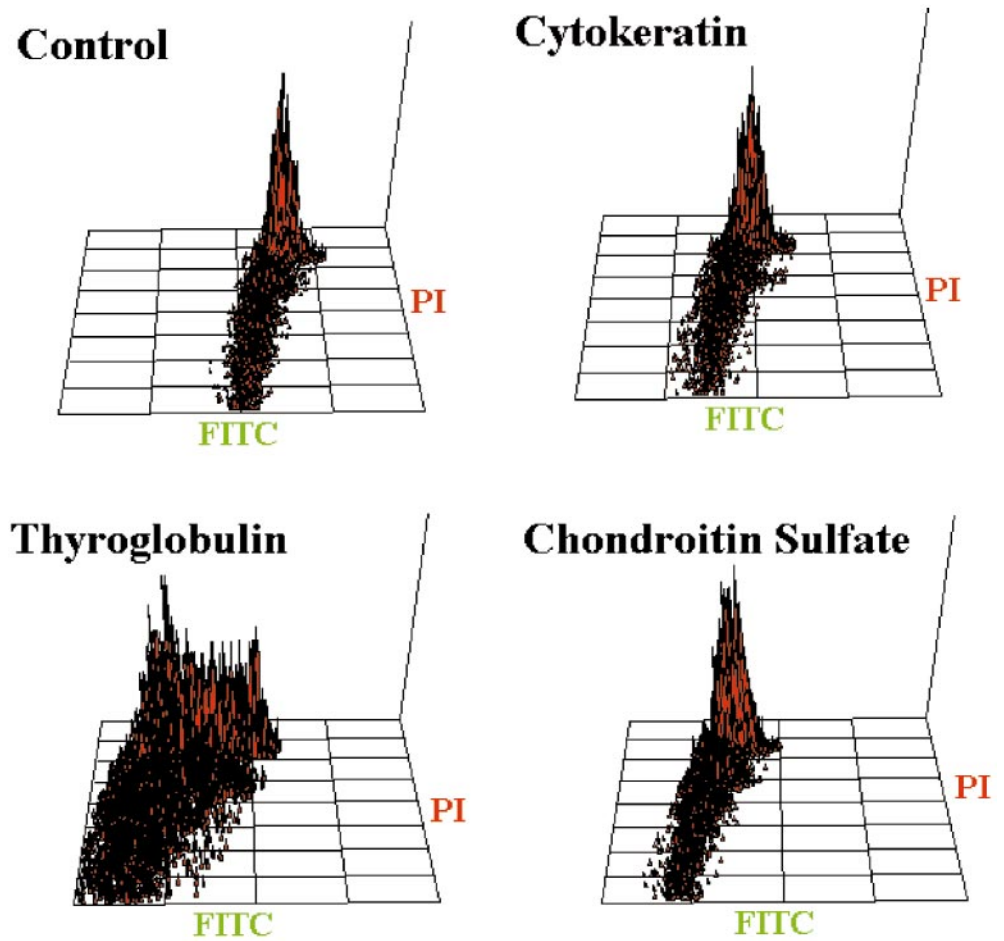 Control
Cytokeratin
PI
PI
FITC
FITC
Thyroglobulin
Chondroitin Sulfate
PI
PI
FITC
FITC